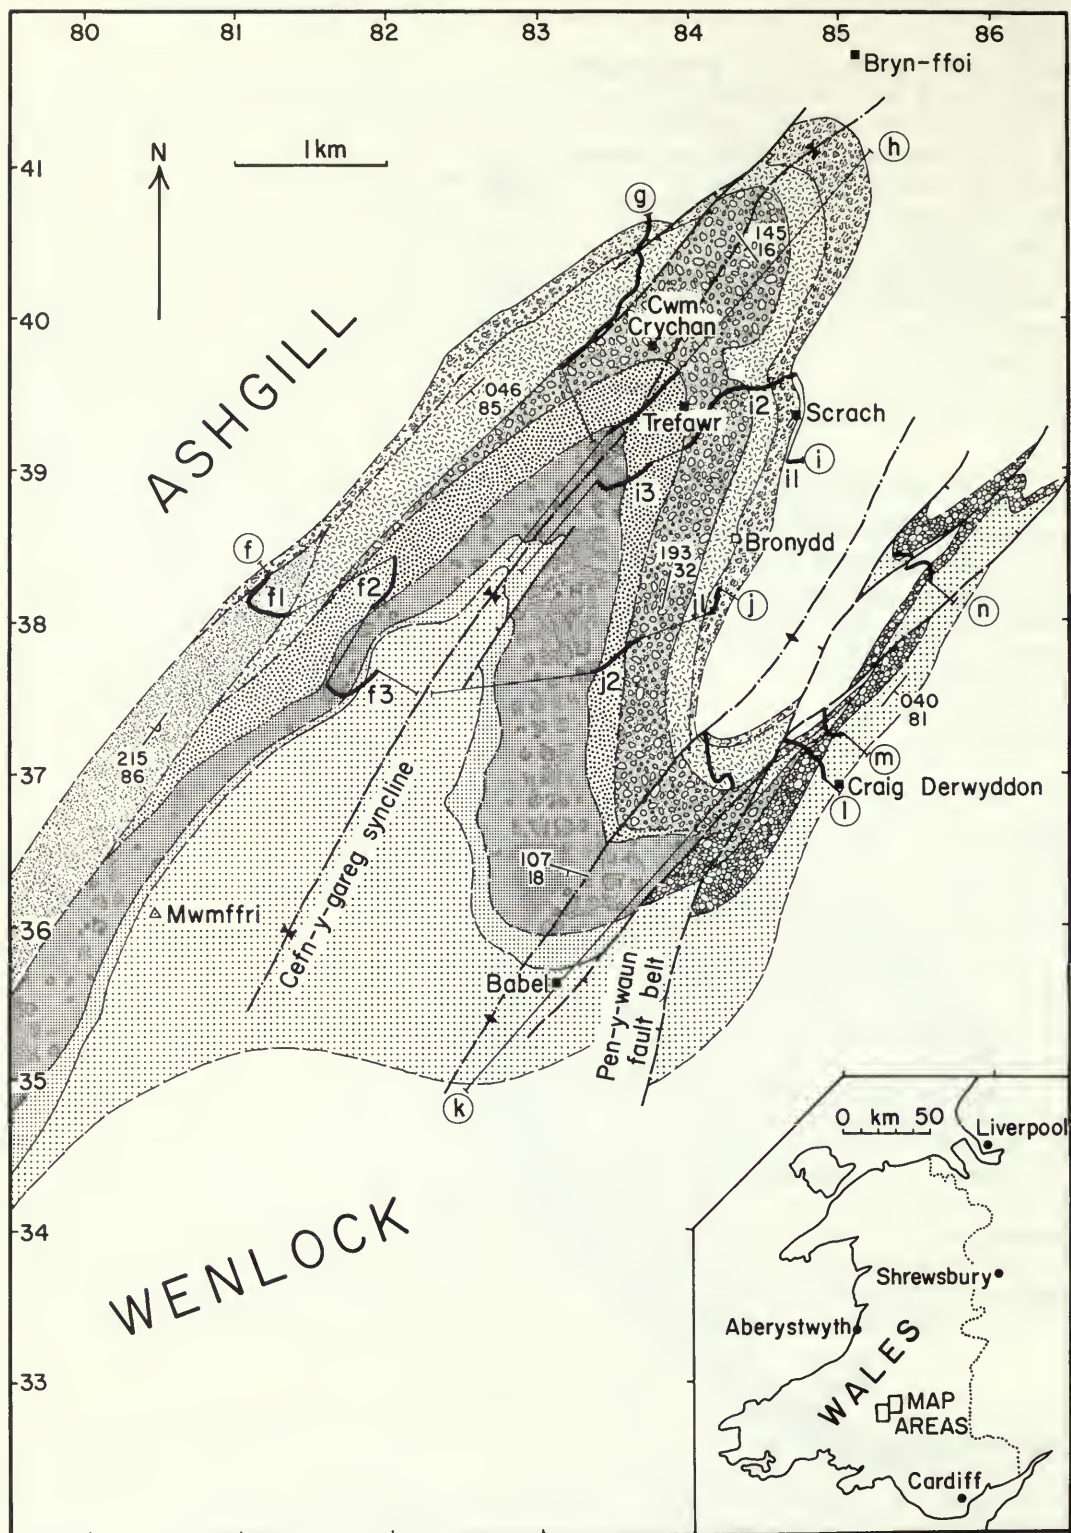 80 81 82 83 84 85 86
Bryn-ffoi
41
N
1km
h
g
145
16
40
Cwm
Crychan
ASHGILL
046
85
Trefawr
i2
Scrach
39
i
i1
i3
f
Bronydd
193
32
f1
f2
38
j1
j
n
j2
f3
040
81
215
86
37
m
Craig Derwyddon
l
Cefn-y-gareg syncline
107
18
36
Mwmffri
Babel
Pen-y-waun
fault belt
35
k
0 km 50
Liverpool
34
WENLOCK
Shrewsbury
Aberystwyth
33
WALES
MAP
AREAS
Cardiff